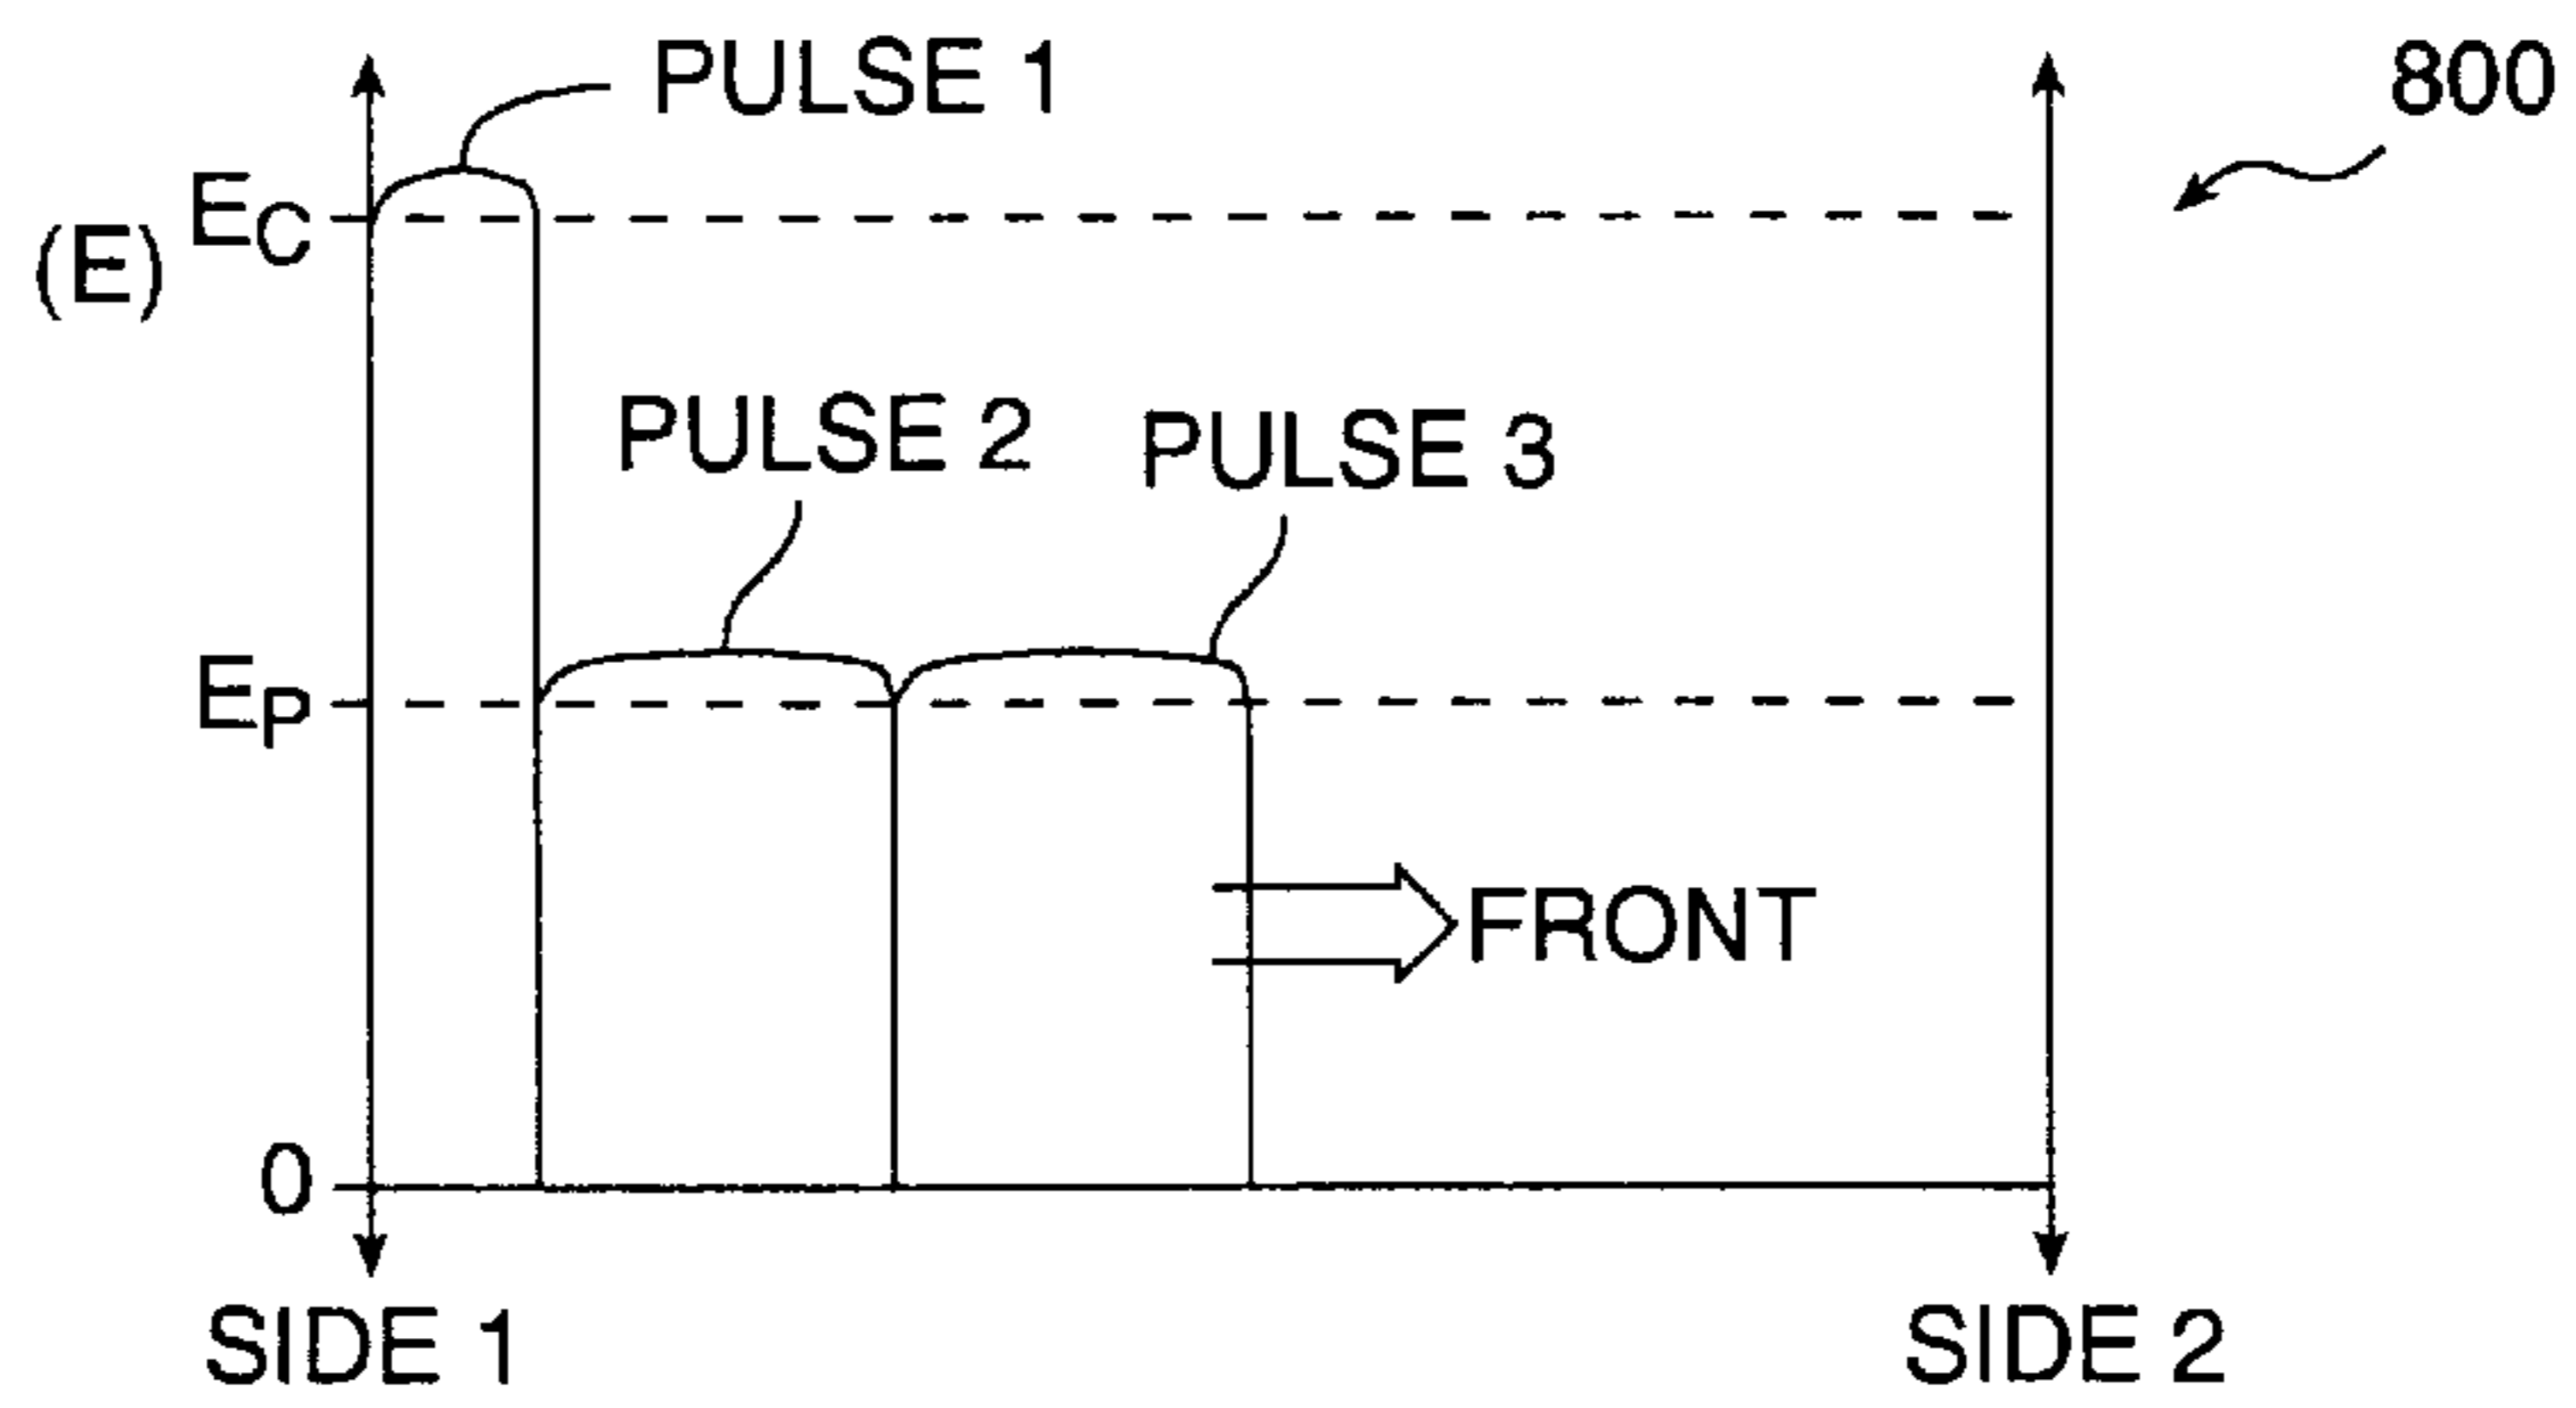 PULSE 1
800
EC
(E)
PULSE 2
PULSE 3
EP
FRONT
0
SIDE 1
SIDE 2